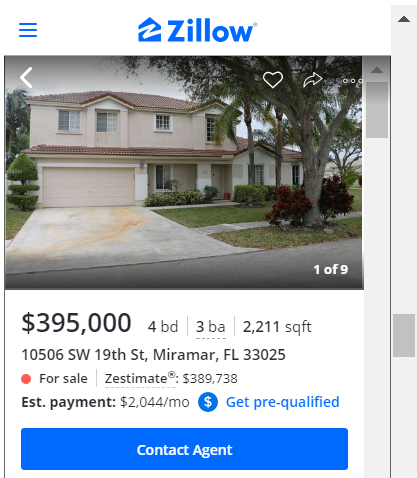 Zillow®
1 of 9
$395,000 4 bd 3 ba 2,211 sqft
10506 SW 19th St, Miramar, FL 33025
For sale Zestimate®: $389,738
Est. payment: $2,044/mo $ Get pre-qualified
Contact Agent